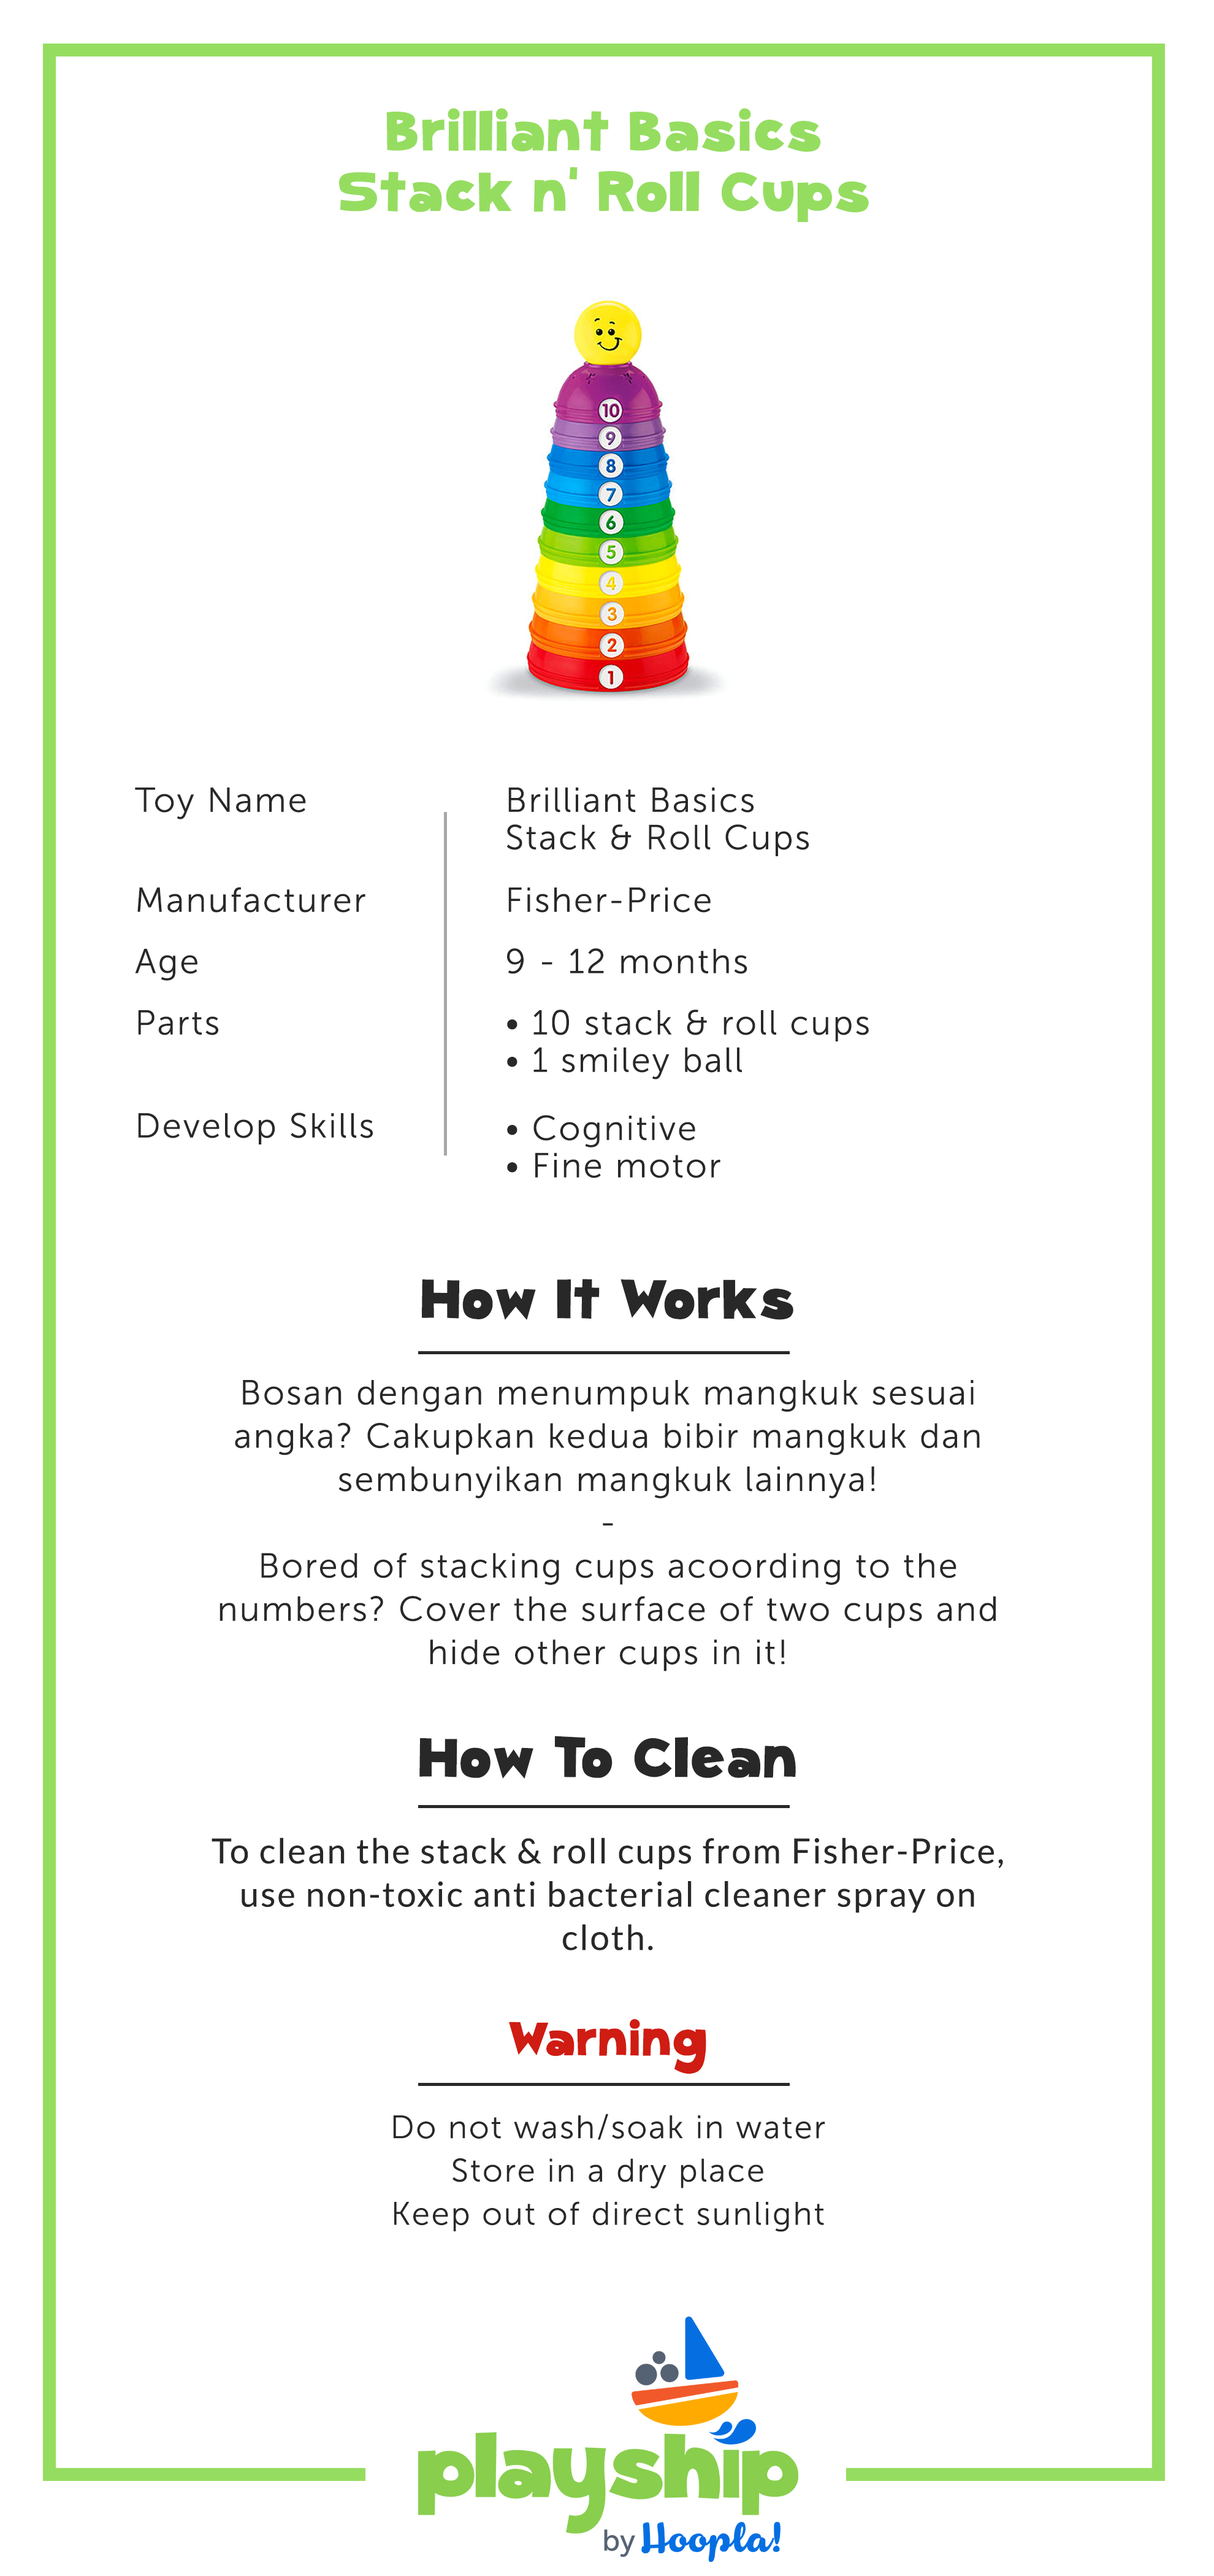 Brilliant Basics
Stack n' Roll Cups
10
9
8
7
6
5
4
3
2
1
Toy Name
Brilliant Basics
Stack & Roll Cups
Manufacturer
Fisher-Price
Age
9 - 12 months
Parts
• 10 stack & roll cups
• 1 smiley ball
Develop Skills
• Cognitive
• Fine motor
How It Works
Bosan dengan menumpuk mangkuk sesuai
angka? Cakupkan kedua bibir mangkuk dan
sembunyikan mangkuk lainnya!
-
Bored of stacking cups acoording to the
numbers? Cover the surface of two cups and
hide other cups in it!
How To Clean
To clean the stack & roll cups from Fisher-Price,
use non-toxic anti bacterial cleaner spray on
cloth.
Warning
Do not wash/soak in water
Store in a dry place
Keep out of direct sunlight
playship
by Hoopla!